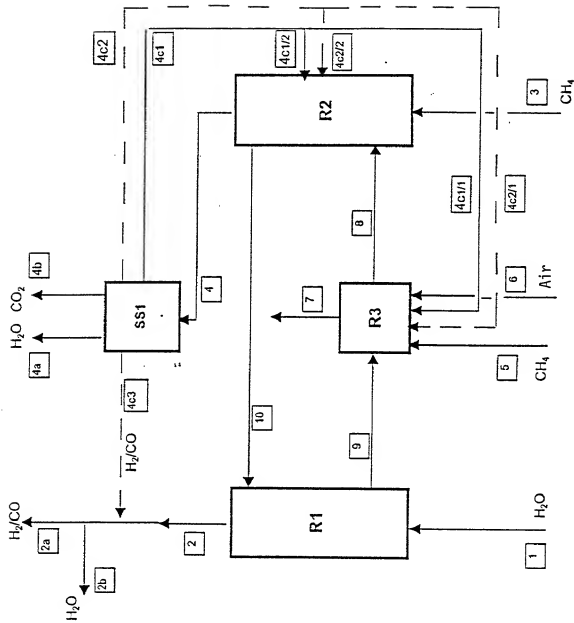 4c2
4c1
4c1/2
4c2/2
R2
3
CH₄
H₂O
CO₂
4a
4b
SS1
4
8
4c1/1
4c2/1
4c3
H₂/CO
7
R3
6
Air
5
CH₄
10
9
H₂/CO
2a
2b
H₂O
2
R1
1
H₂O